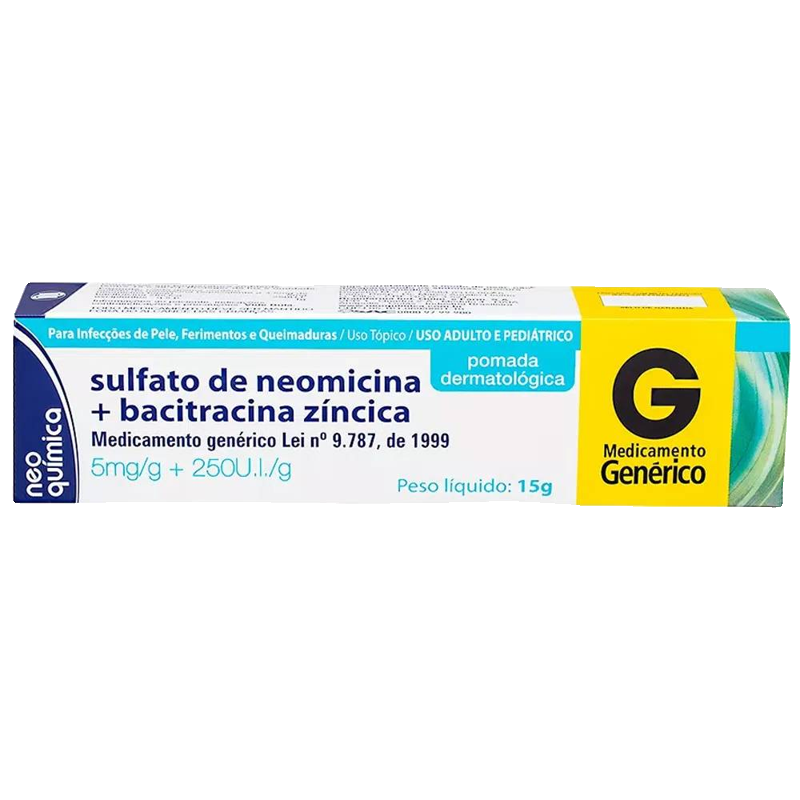 Para Infecções de Pele, Ferimentos e Queimaduras / Uso Tópico / USO ADULTO E PEDIÁTRICO
pomada
dermatológica
sulfato de neomicina
+ bacitracina zíncica
Medicamento genérico Lei nº 9.787, de 1999
5mg/g + 250U.I./g
Peso líquido: 15g
neo
química
G
Medicamento
Genérico